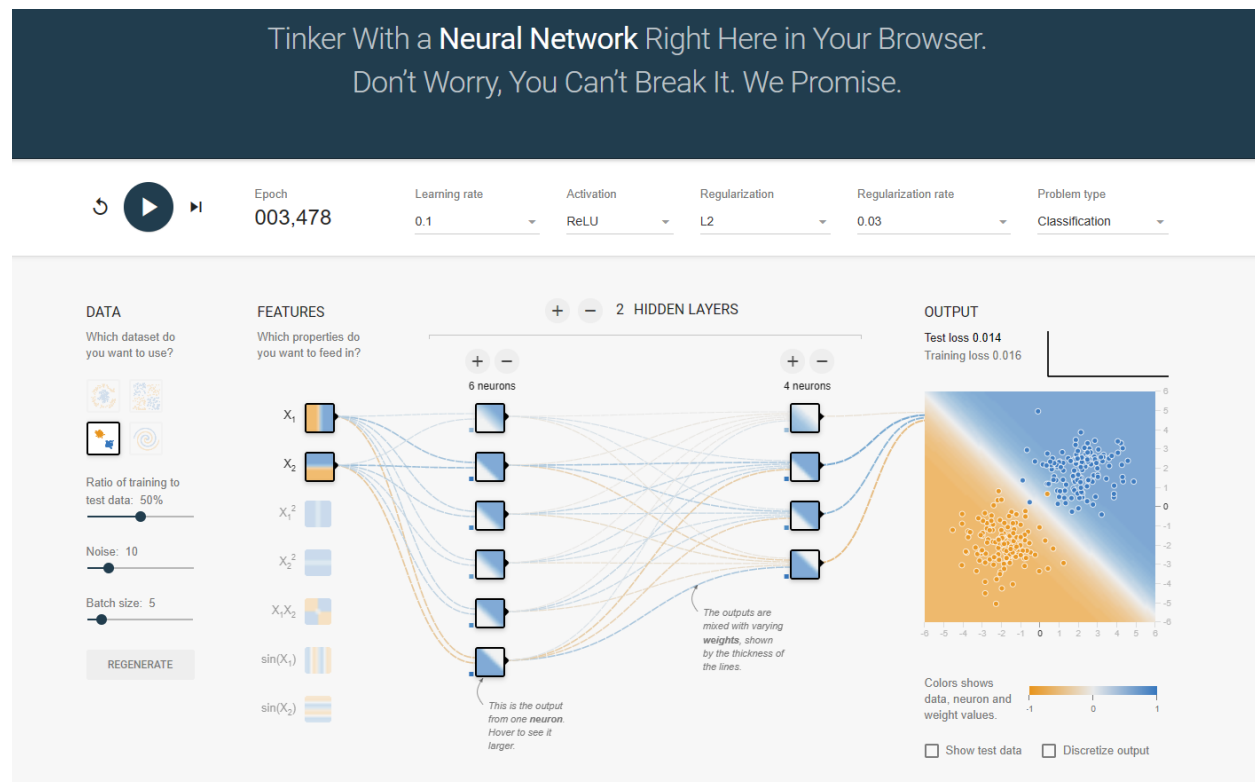 Tinker With a Neural Network Right Here in Your Browser.
Don't Worry, You Can't Break It. We Promise.
Epoch
003,478
Learning rate
0.1
Activation
ReLU
Regularization
L2
Regularization rate
0.03
Problem type
Classification
DATA
Which dataset do
you want to use?
Ratio of training to
test data: 50%
Noise: 10
Batch size: 5
REGENERATE
FEATURES
Which properties do
you want to feed in?
X₁
X₂
X₁²
X₂²
X₁X₂
sin(X₁)
sin(X₂)
+ − 2 HIDDEN LAYERS
+ −
6 neurons
+ −
4 neurons
This is the output
from one neuron.
Hover to see it
larger.
The outputs are
mixed with varying
weights, shown
by the thickness of
the lines.
OUTPUT
Test loss 0.014
Training loss 0.016
6
5
4
3
2
1
0
-1
-2
-3
-4
-5
-6
-6 -5 -4 -3 -2 -1 0 1 2 3 4 5 6
Colors shows
data, neuron and
weight values.
-1 0 1
Show test data
Discretize output